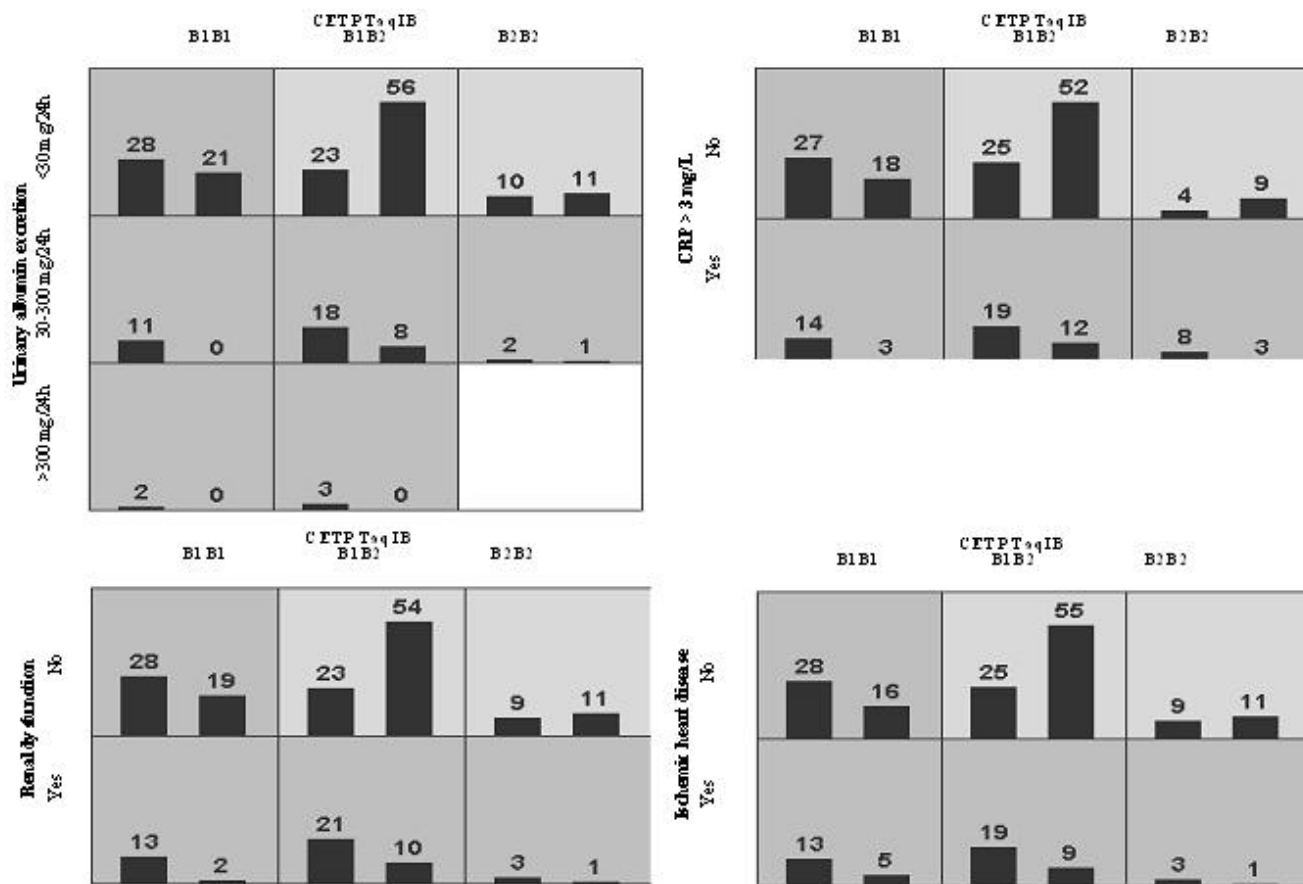 CETP TaqIB
B1B1 B1B2 B2B2
Urinary albumin excretion
<30mg/24h
28 21 23 56 10 11
30-300 mg/24h
11 0 18 8 2 1
>300 mg/24h
2 0 3 0
CETP TaqIB
B1B1 B1B2 B2B2
CRP > 3 mg/L
No
27 18 25 52 4 9
Yes
14 3 19 12 8 3
CETP TaqIB
B1B1 B1B2 B2B2
Renal dysfunction
No
28 19 23 54 9 11
Yes
13 2 21 10 3 1
CETP TaqIB
B1B1 B1B2 B2B2
Ischemic heart disease
No
28 16 25 55 9 11
Yes
13 5 19 9 3 1